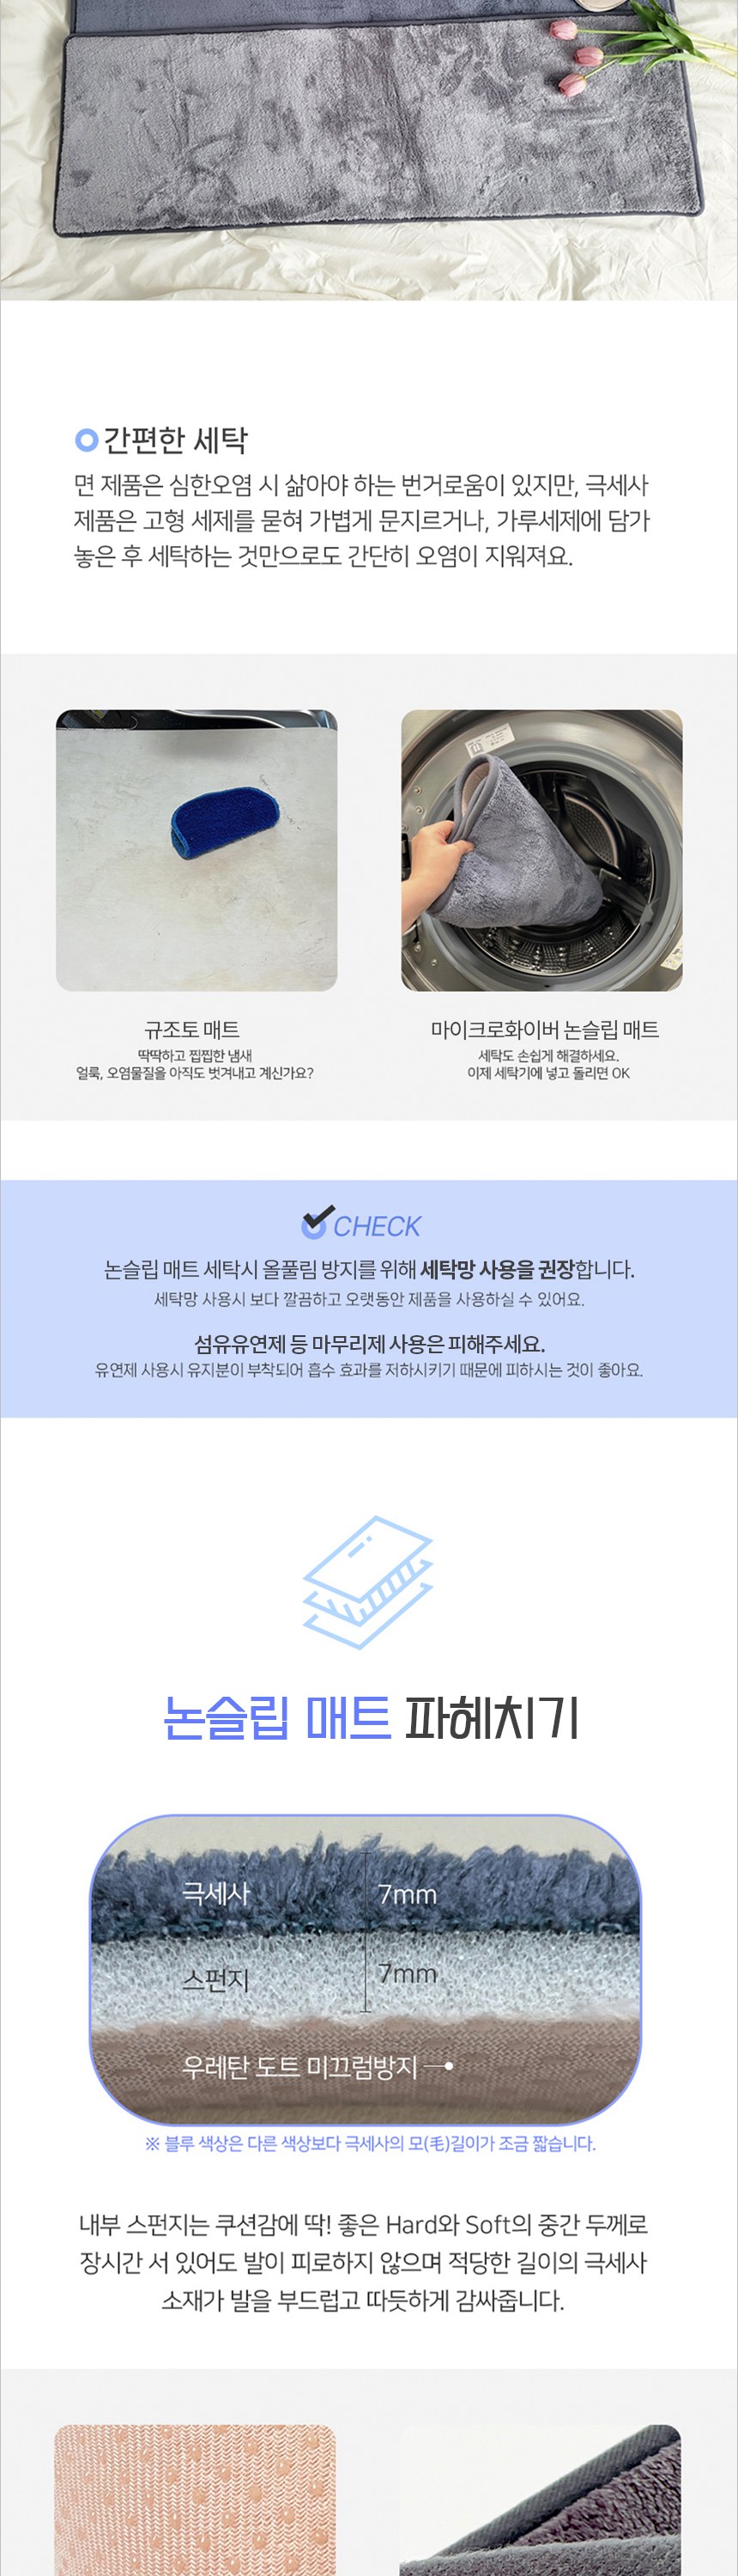 간편한 세탁
면 제품은 심한오염 시 삶아야 하는 번거로움이 있지만, 극세사
제품은 고형 세제를 묻혀 가볍게 문지르거나, 가루세제에 담가
놓은 후 세탁하는 것만으로도 간단히 오염이 지워져요.
규조토 매트
딱딱하고 찝찝한 냄새
얼룩, 오염물질을 아직도 벗겨내고 계신가요?
마이크로화이버 논슬립 매트
세탁도 손쉽게 해결하세요.
이제 세탁기에 넣고 돌리면 OK
CHECK
논슬립 매트 세탁시 올풀림 방지를 위해 세탁망 사용을 권장합니다.
세탁망 사용시 보다 깔끔하고 오랫동안 제품을 사용하실 수 있어요.
섬유유연제 등 마무리제 사용은 피해주세요.
유연제 사용시 유지분이 부착되어 흡수 효과를 저하시키기 때문에 피하시는 것이 좋아요.
논슬립 매트 파헤치기
극세사 7mm
스펀지 7mm
우레탄 도트 미끄럼방지
※ 블루 색상은 다른 색상보다 극세사의 모(毛)길이가 조금 짧습니다.
내부 스펀지는 쿠션감에 딱! 좋은 Hard와 Soft의 중간 두께로
장시간 서 있어도 발이 피로하지 않으며 적당한 길이의 극세사
소재가 발을 부드럽고 따듯하게 감싸줍니다.